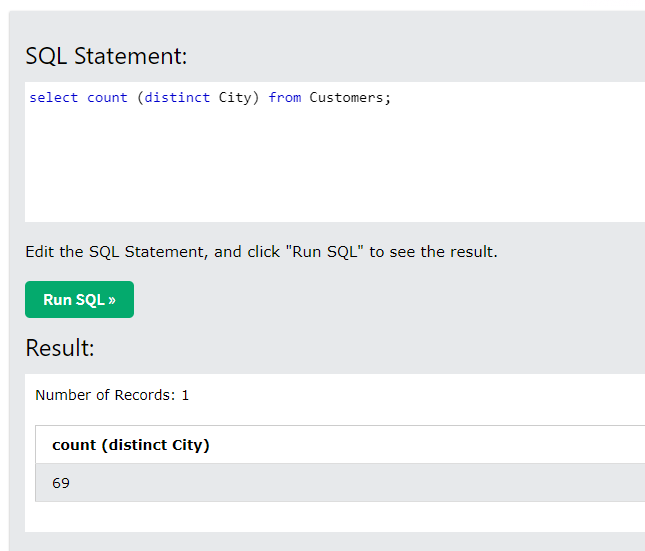 SQL Statement:
select count (distinct City) from Customers;
Edit the SQL Statement, and click "Run SQL" to see the result.
Run SQL »
Result:
Number of Records: 1
count (distinct City)
69